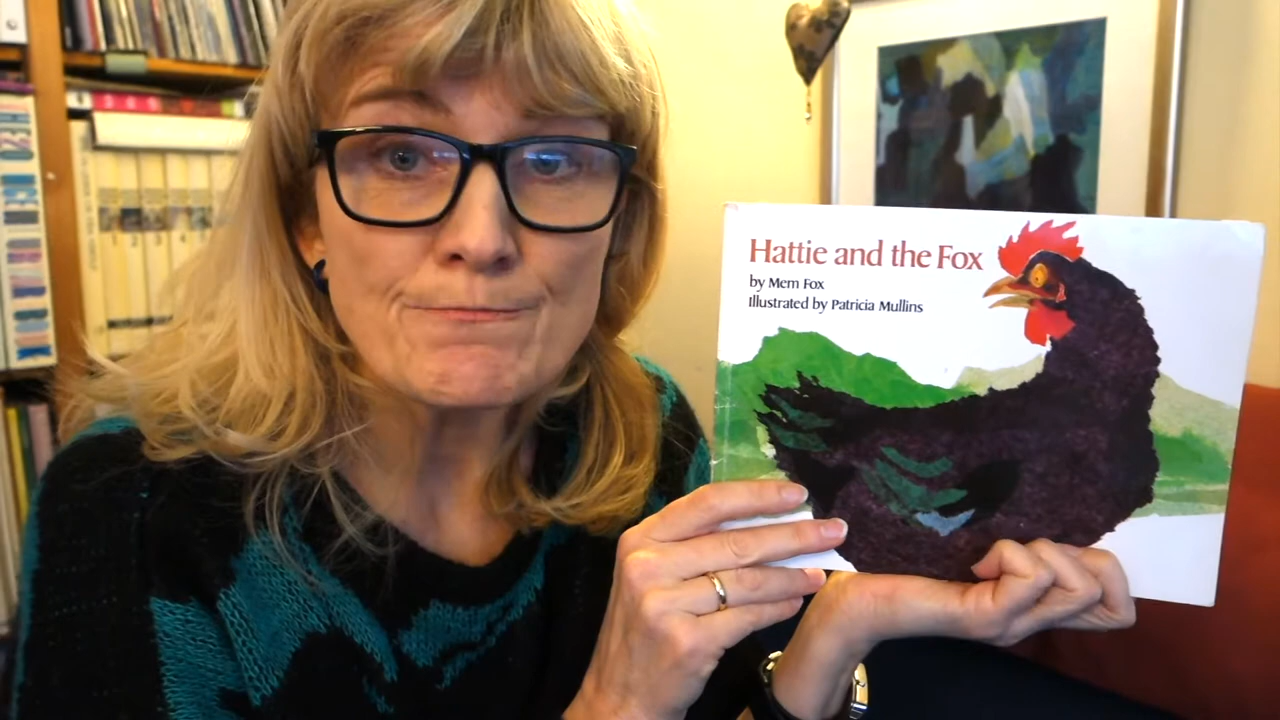 Hattie and the Fox
by Mem Fox
Illustrated by Patricia Mullins